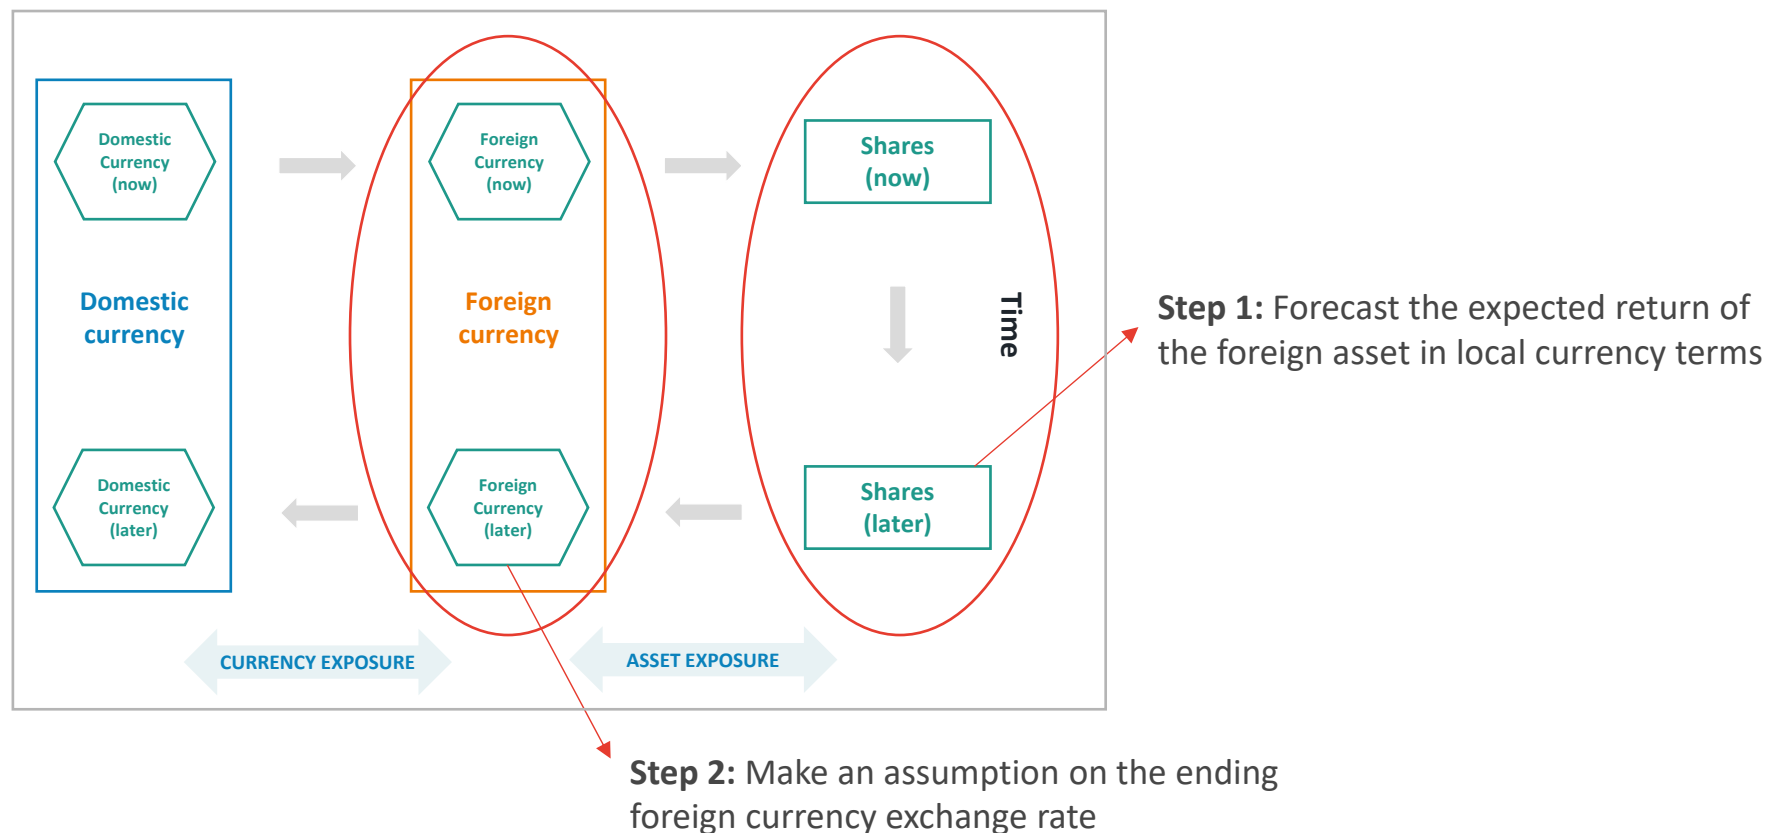 Domestic
Currency
(now)
Foreign
Currency
(now)
Shares
(now)
Domestic
currency
Foreign
currency
Time
Step 1: Forecast the expected return of
the foreign asset in local currency terms
Domestic
Currency
(later)
Foreign
Currency
(later)
Shares
(later)
CURRENCY EXPOSURE
ASSET EXPOSURE
Step 2: Make an assumption on the ending
foreign currency exchange rate